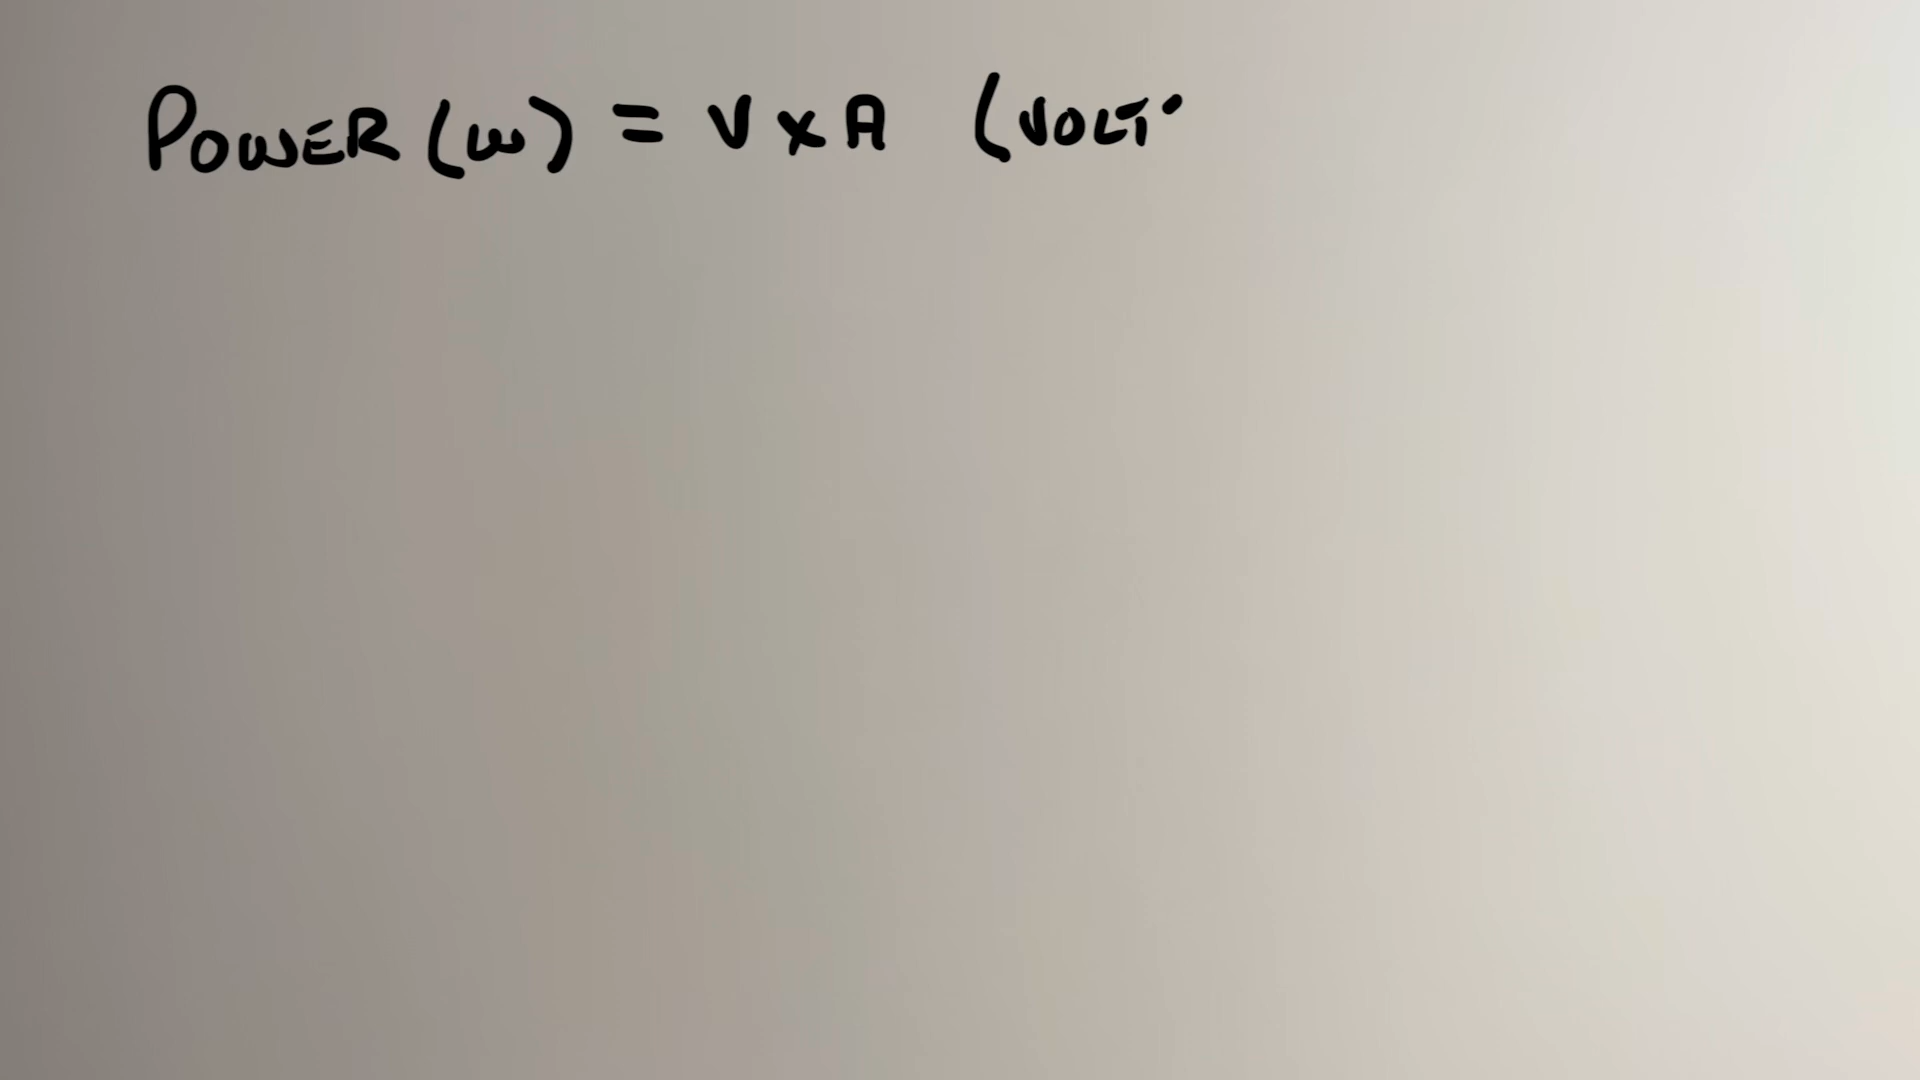 POWER (W) = V x A (VOLT